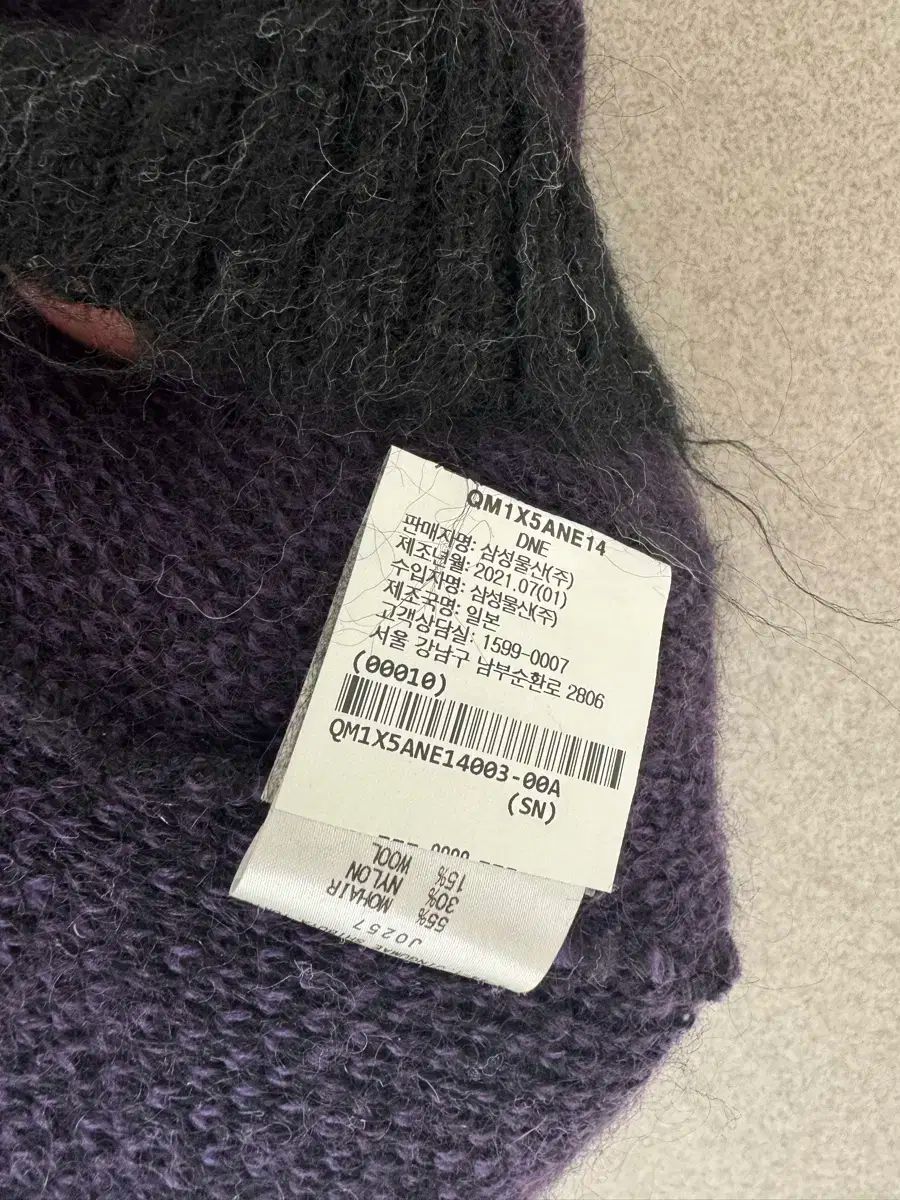 QM1X5ANE14
DNE
판매자명: 삼성물산(주)
제조년월: 2021.07(01)
수입자명: 삼성물산(주)
제조국명: 일본
고객상담실: 1599-0007
서울 강남구 남부순환로 2806
(00010)
QM1X5ANE14003-00A
(SN)
J0257
55% MOHAIR
30% NYLON
15% WOOL